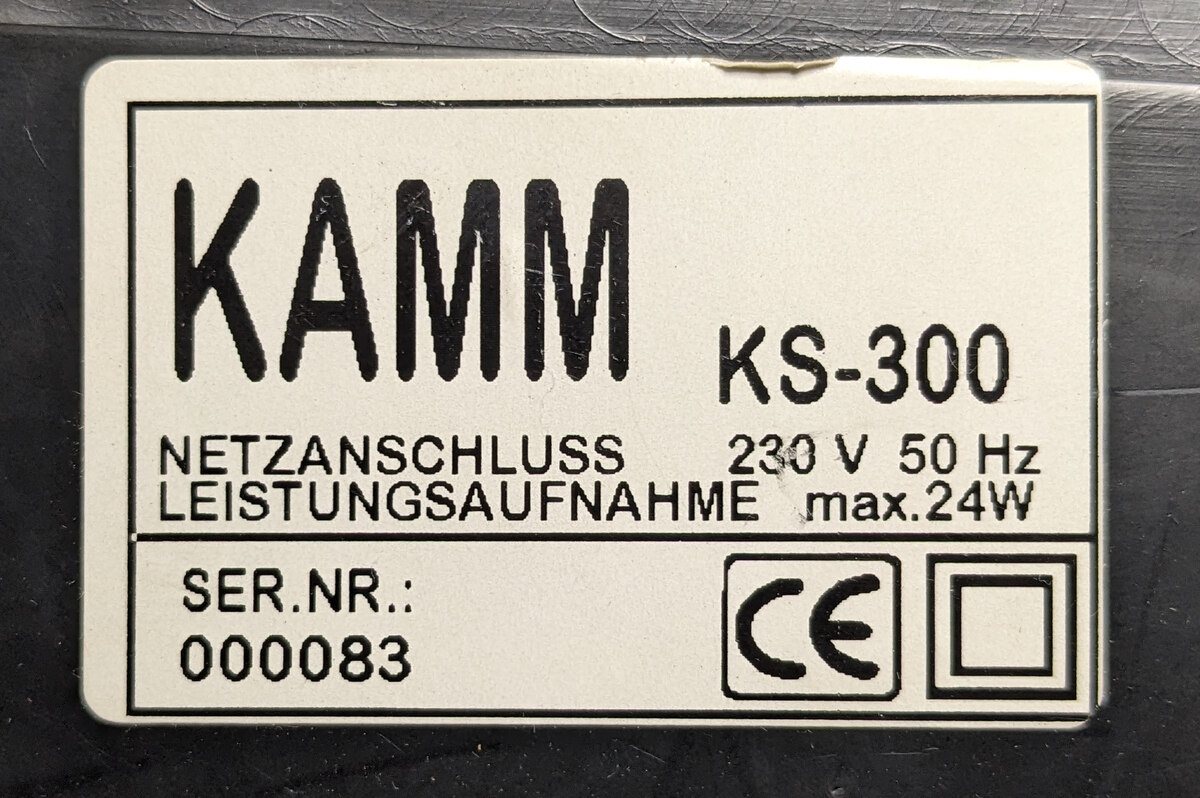 KAMM
KS-300
NETZANSCHLUSS 230 V 50 Hz
LEISTUNGSAUFNAHME max.24W
SER.NR.:
000083
CE